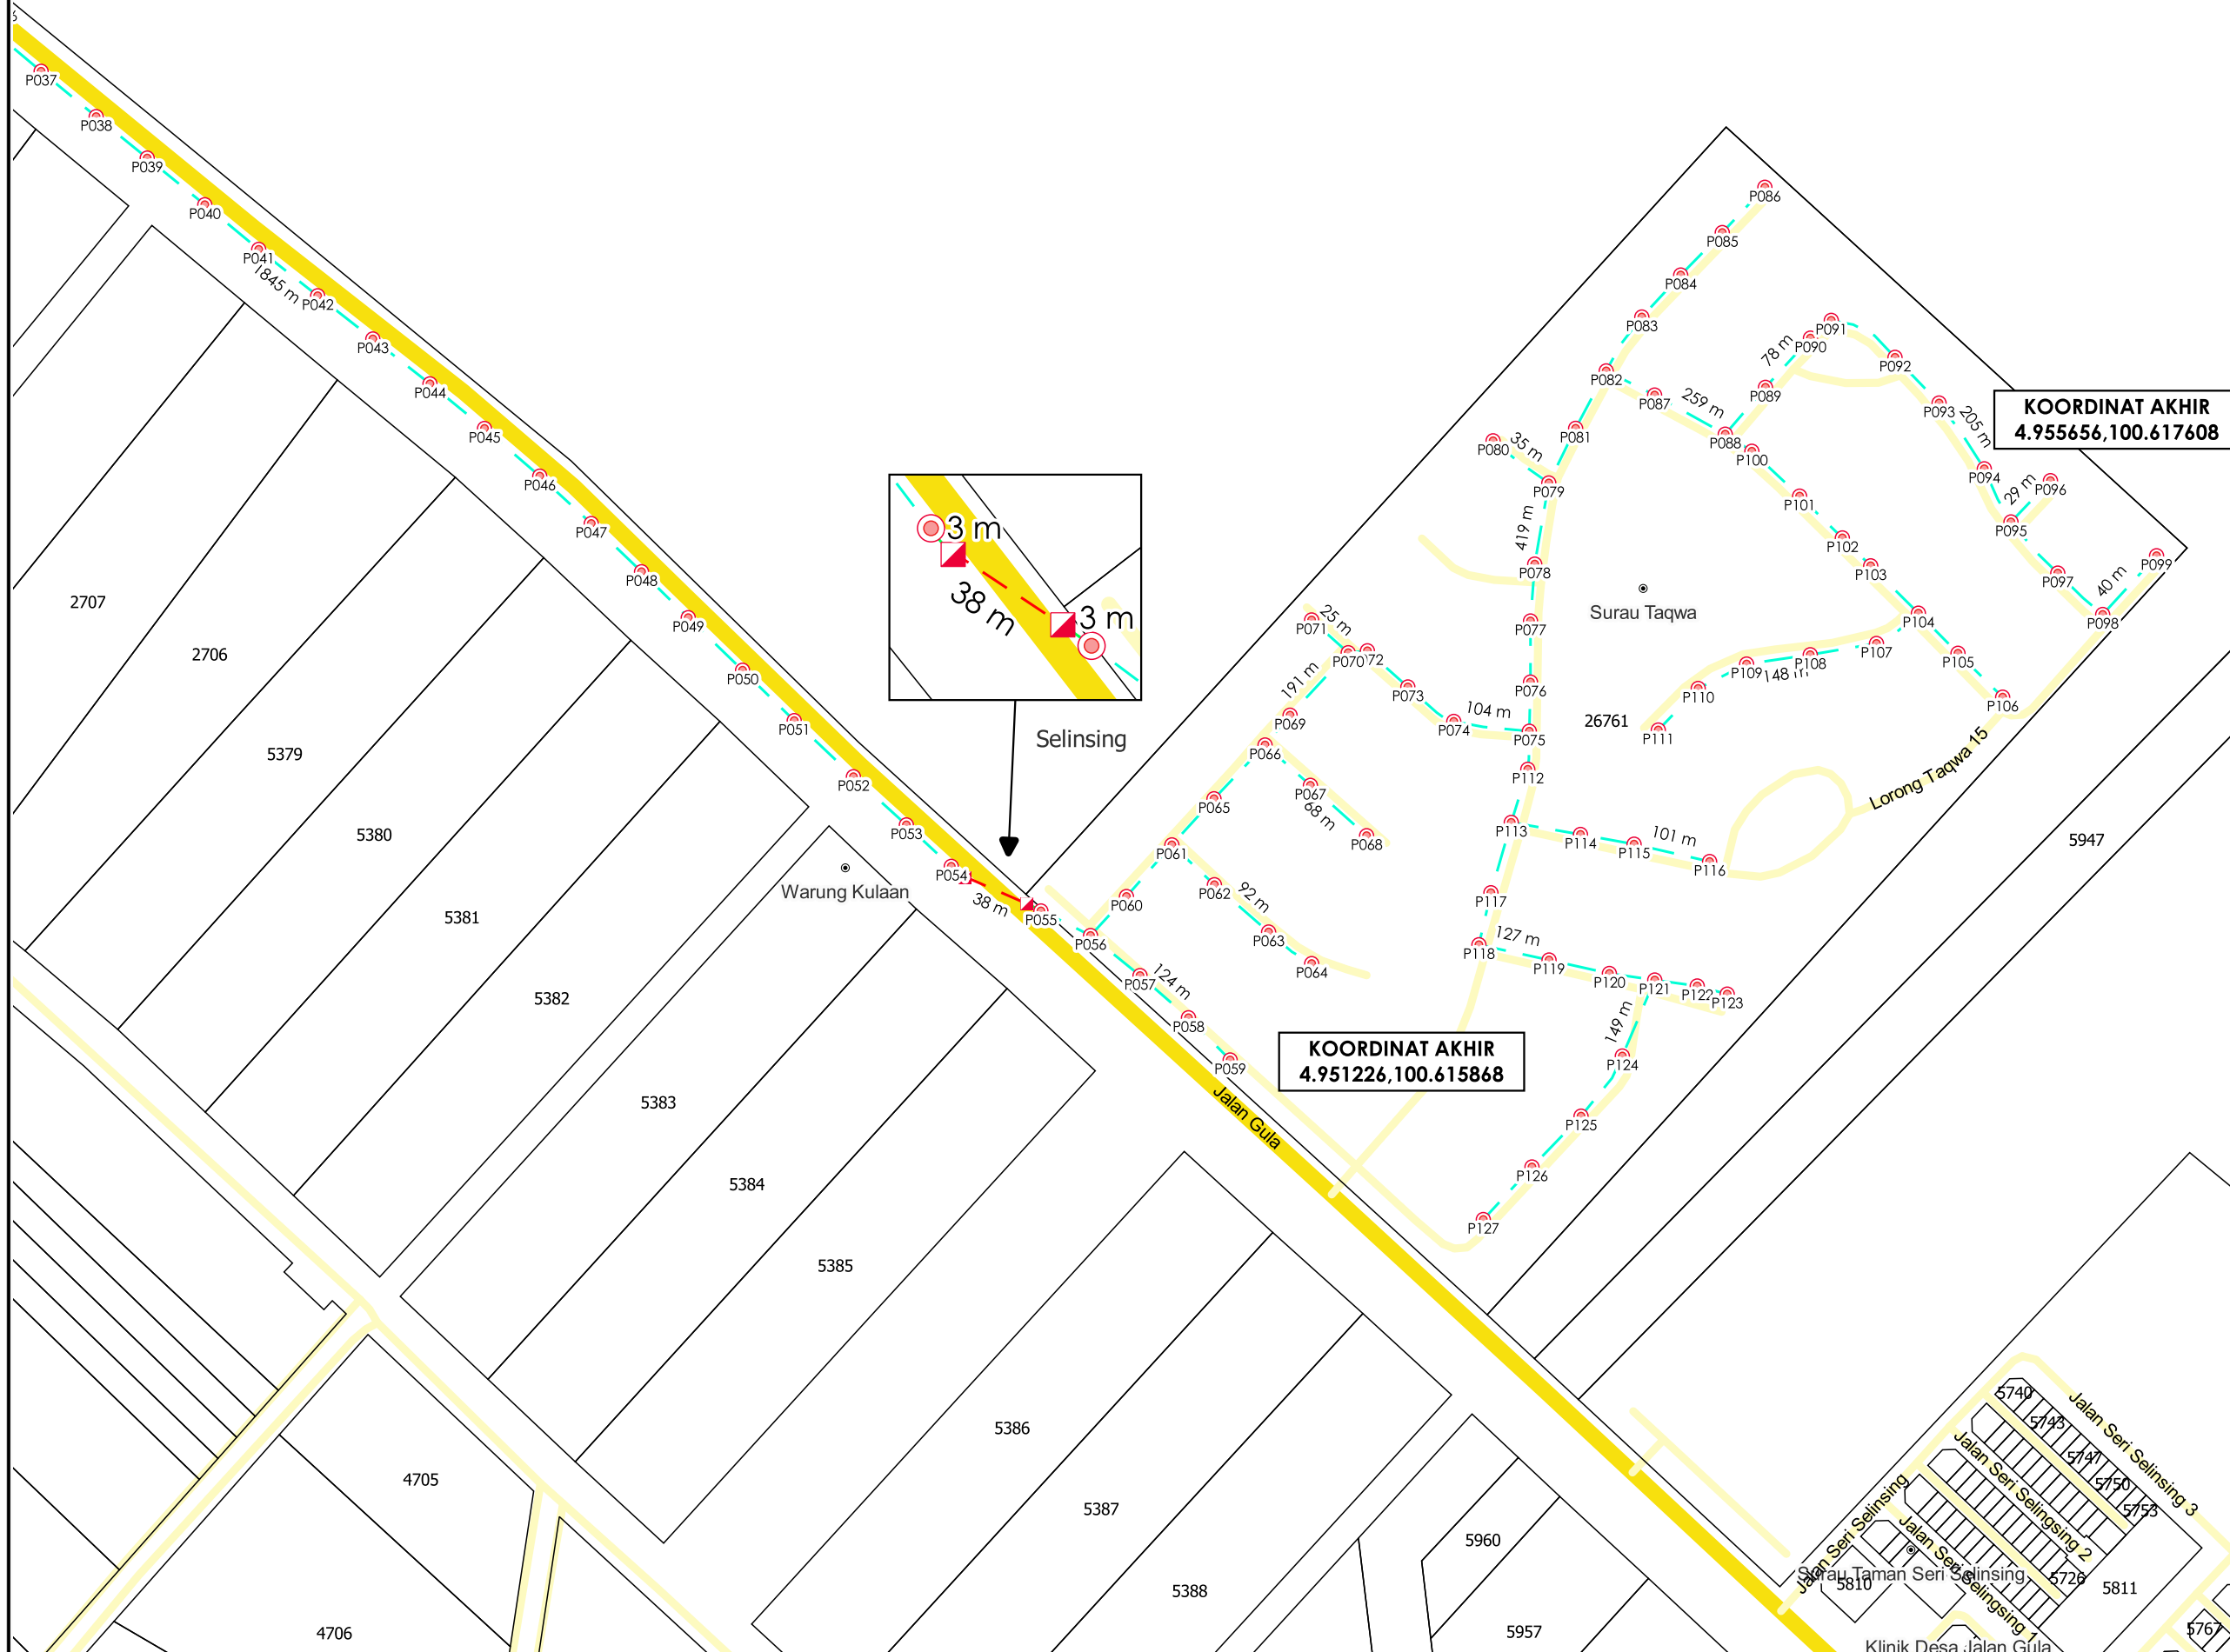 P037
P038
P039
P040
P041
1845 m
P042
P043
P044
P045
P046
P047
P048
P049
P050
P051
P052
P053
P054
38 m
P055
P056
P057
124 m
P058
P059
P060
P061
P062
92 m
P063
P064
P065
P066
P067
68 m
P068
P069
191 m
P070
25 m
P071
P073
P074
104 m
P075
P076
P077
P078
419 m
P079
35 m
P080
P081
P082
P083
P084
P085
P086
P087
259 m
P088
P089
78 m
P090
P091
P092
P093
205 m
P094
P095
29 m
P096
P097
P098
40 m
P099
P100
P101
P102
P103
P104
P105
P106
P107
P108
148 m
P109
P110
P111
P112
P113
P114
P115
101 m
P116
P117
P118
127 m
P119
P120
P121
P122
P123
149 m
P124
P125
P126
P127
3 m
38 m
3 m
KOORDINAT AKHIR
4.955656,100.617608
KOORDINAT AKHIR
4.951226,100.615868
Selinsing
Surau Taqwa
Warung Kulaan
Lorong Taqwa 15
Jalan Gula
26761
5947
2707
2706
5379
5380
5381
5382
5383
5384
5385
5386
5387
5388
4705
4706
5960
5957
5740
5743
5747
5750
5753
5726
5811
5810
5767
Jalan Seri Selinsing
Jalan Seri Selinsing 3
Jalan Seri Selingsing 2
Jalan Seri Selingsing 1
Surau Taman Seri Selinsing
Klinik Desa Jalan Gula